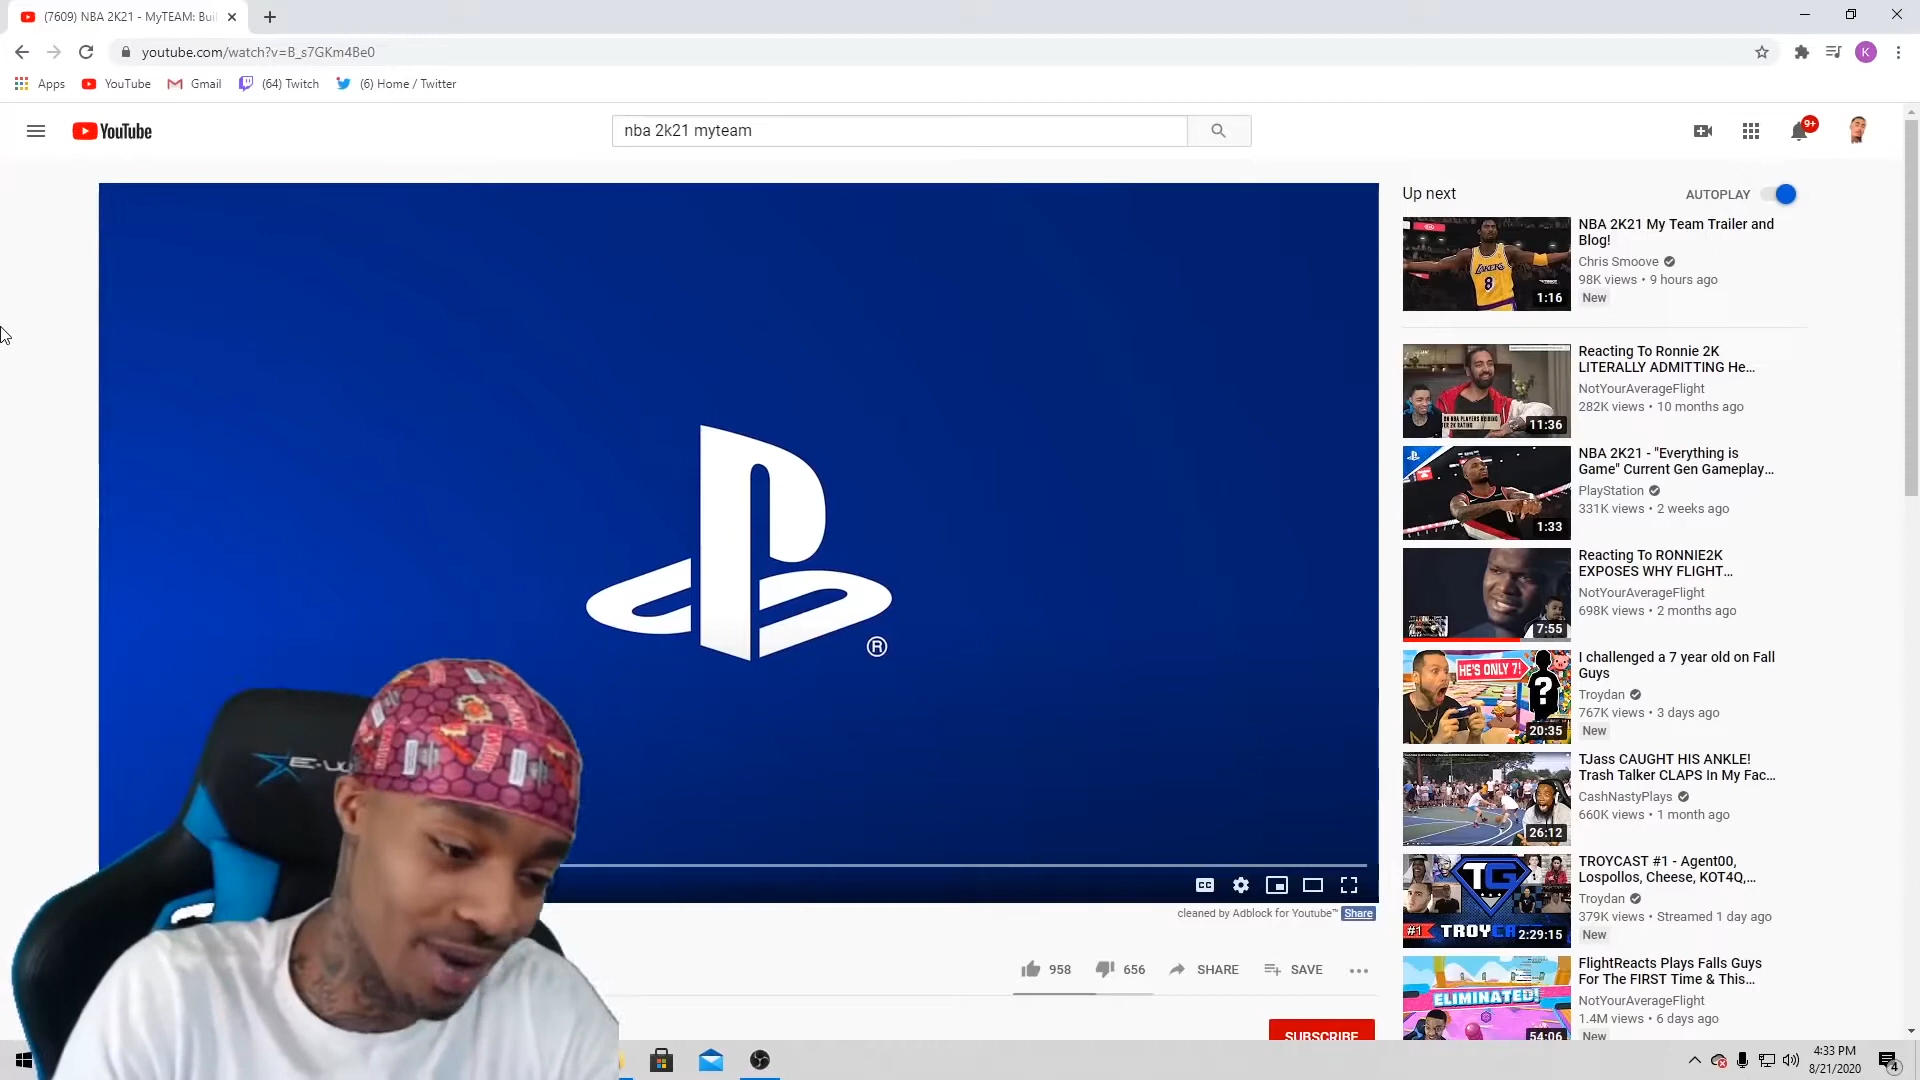 (7609) NBA 2K21 - MyTEAM: Bui
youtube.com/watch?v=B_s7GKm4Be0
K
Apps
YouTube
Gmail
(64) Twitch
(6) Home / Twitter
YouTube
nba 2k21 myteam
9+
Up next
AUTOPLAY
NBA 2K21 My Team Trailer and
Blog!
Chris Smoove
98K views • 9 hours ago
New
LAKERS
8
1:16
Reacting To Ronnie 2K
LITERALLY ADMITTING He...
NotYourAverageFlight
282K views • 10 months ago
11:36
NBA 2K21 - "Everything is
Game" Current Gen Gameplay...
PlayStation
331K views • 2 weeks ago
1:33
Reacting To RONNIE2K
EXPOSES WHY FLIGHT...
NotYourAverageFlight
698K views • 2 months ago
7:55
I challenged a 7 year old on Fall
Guys
Troydan
767K views • 3 days ago
New
HE'S ONLY 7!
?
20:35
TJass CAUGHT HIS ANKLE!
Trash Talker CLAPS In My Fac...
CashNastyPlays
660K views • 1 month ago
26:12
TROYCAST #1 - Agent00,
Lospollos, Cheese, KOT4Q,...
Troydan
379K views • Streamed 1 day ago
New
TG
#1 TROYC
2:29:15
FlightReacts Plays Falls Guys
For The FIRST Time & This...
NotYourAverageFlight
1.4M views • 6 days ago
New
ELIMINATED!
54:06
®
CC
cleaned by Adblock for Youtube™ Share
958
656
SHARE
SAVE
SUBSCRIBE
4:33 PM
8/21/2020
4